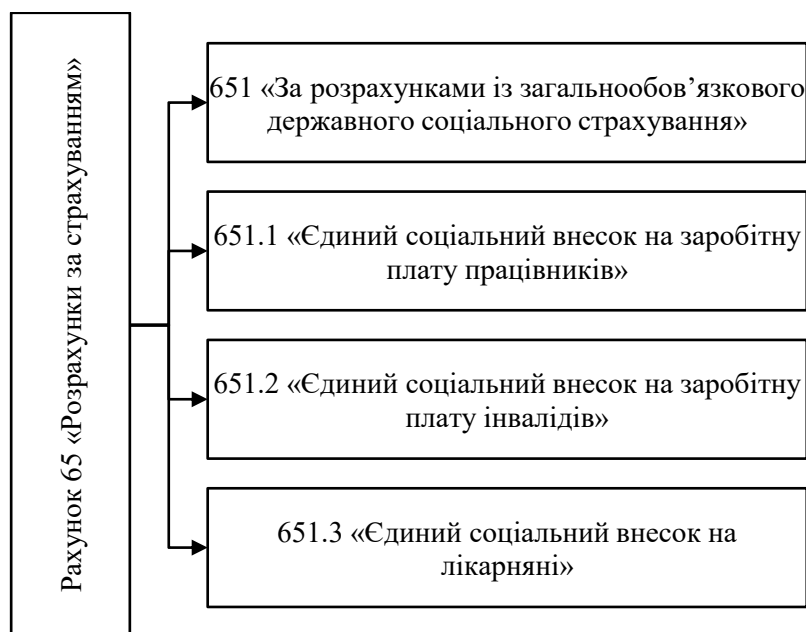 Рахунок 65 «Розрахунки за страхуванням»
651 «За розрахунками із загальнообов’язкового
державного соціального страхування»
651.1 «Єдиний соціальний внесок на заробітну
плату працівників»
651.2 «Єдиний соціальний внесок на заробітну
плату інвалідів»
651.3 «Єдиний соціальний внесок на
лікарняні»